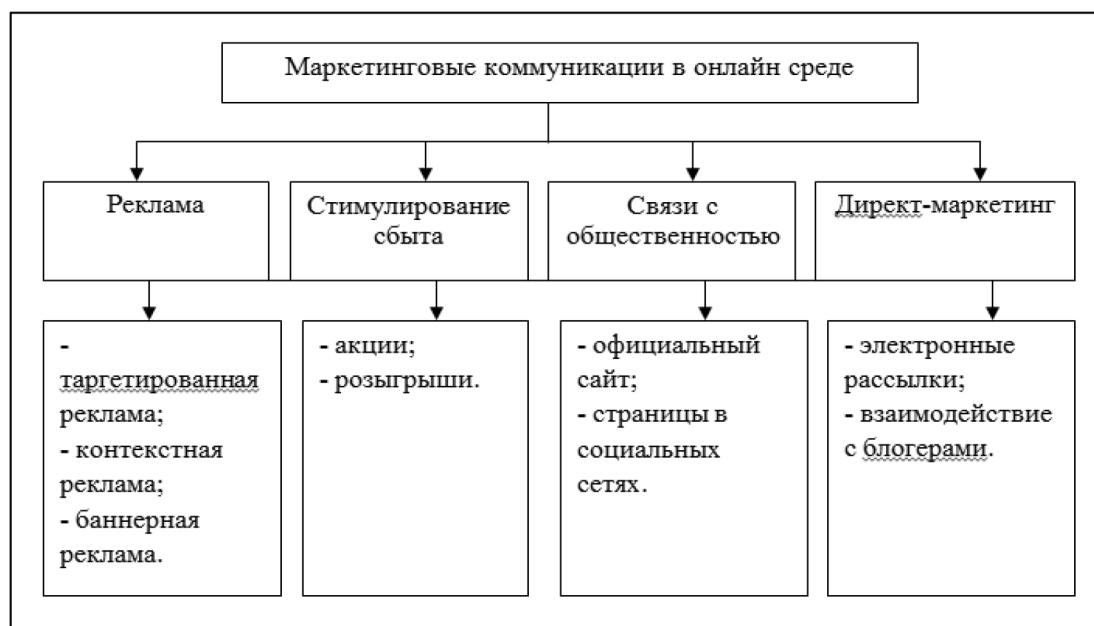 Маркетинговые коммуникации в онлайн среде
Реклама
Стимулирование
сбыта
Связи с
общественностью
Директ-маркетинг
-
таргетированная
реклама;
- контекстная
реклама;
- баннерная
реклама.
- акции;
- розыгрыши.
- официальный
сайт;
- страницы в
социальных
сетях.
- электронные
рассылки;
- взаимодействие
с блогерами.